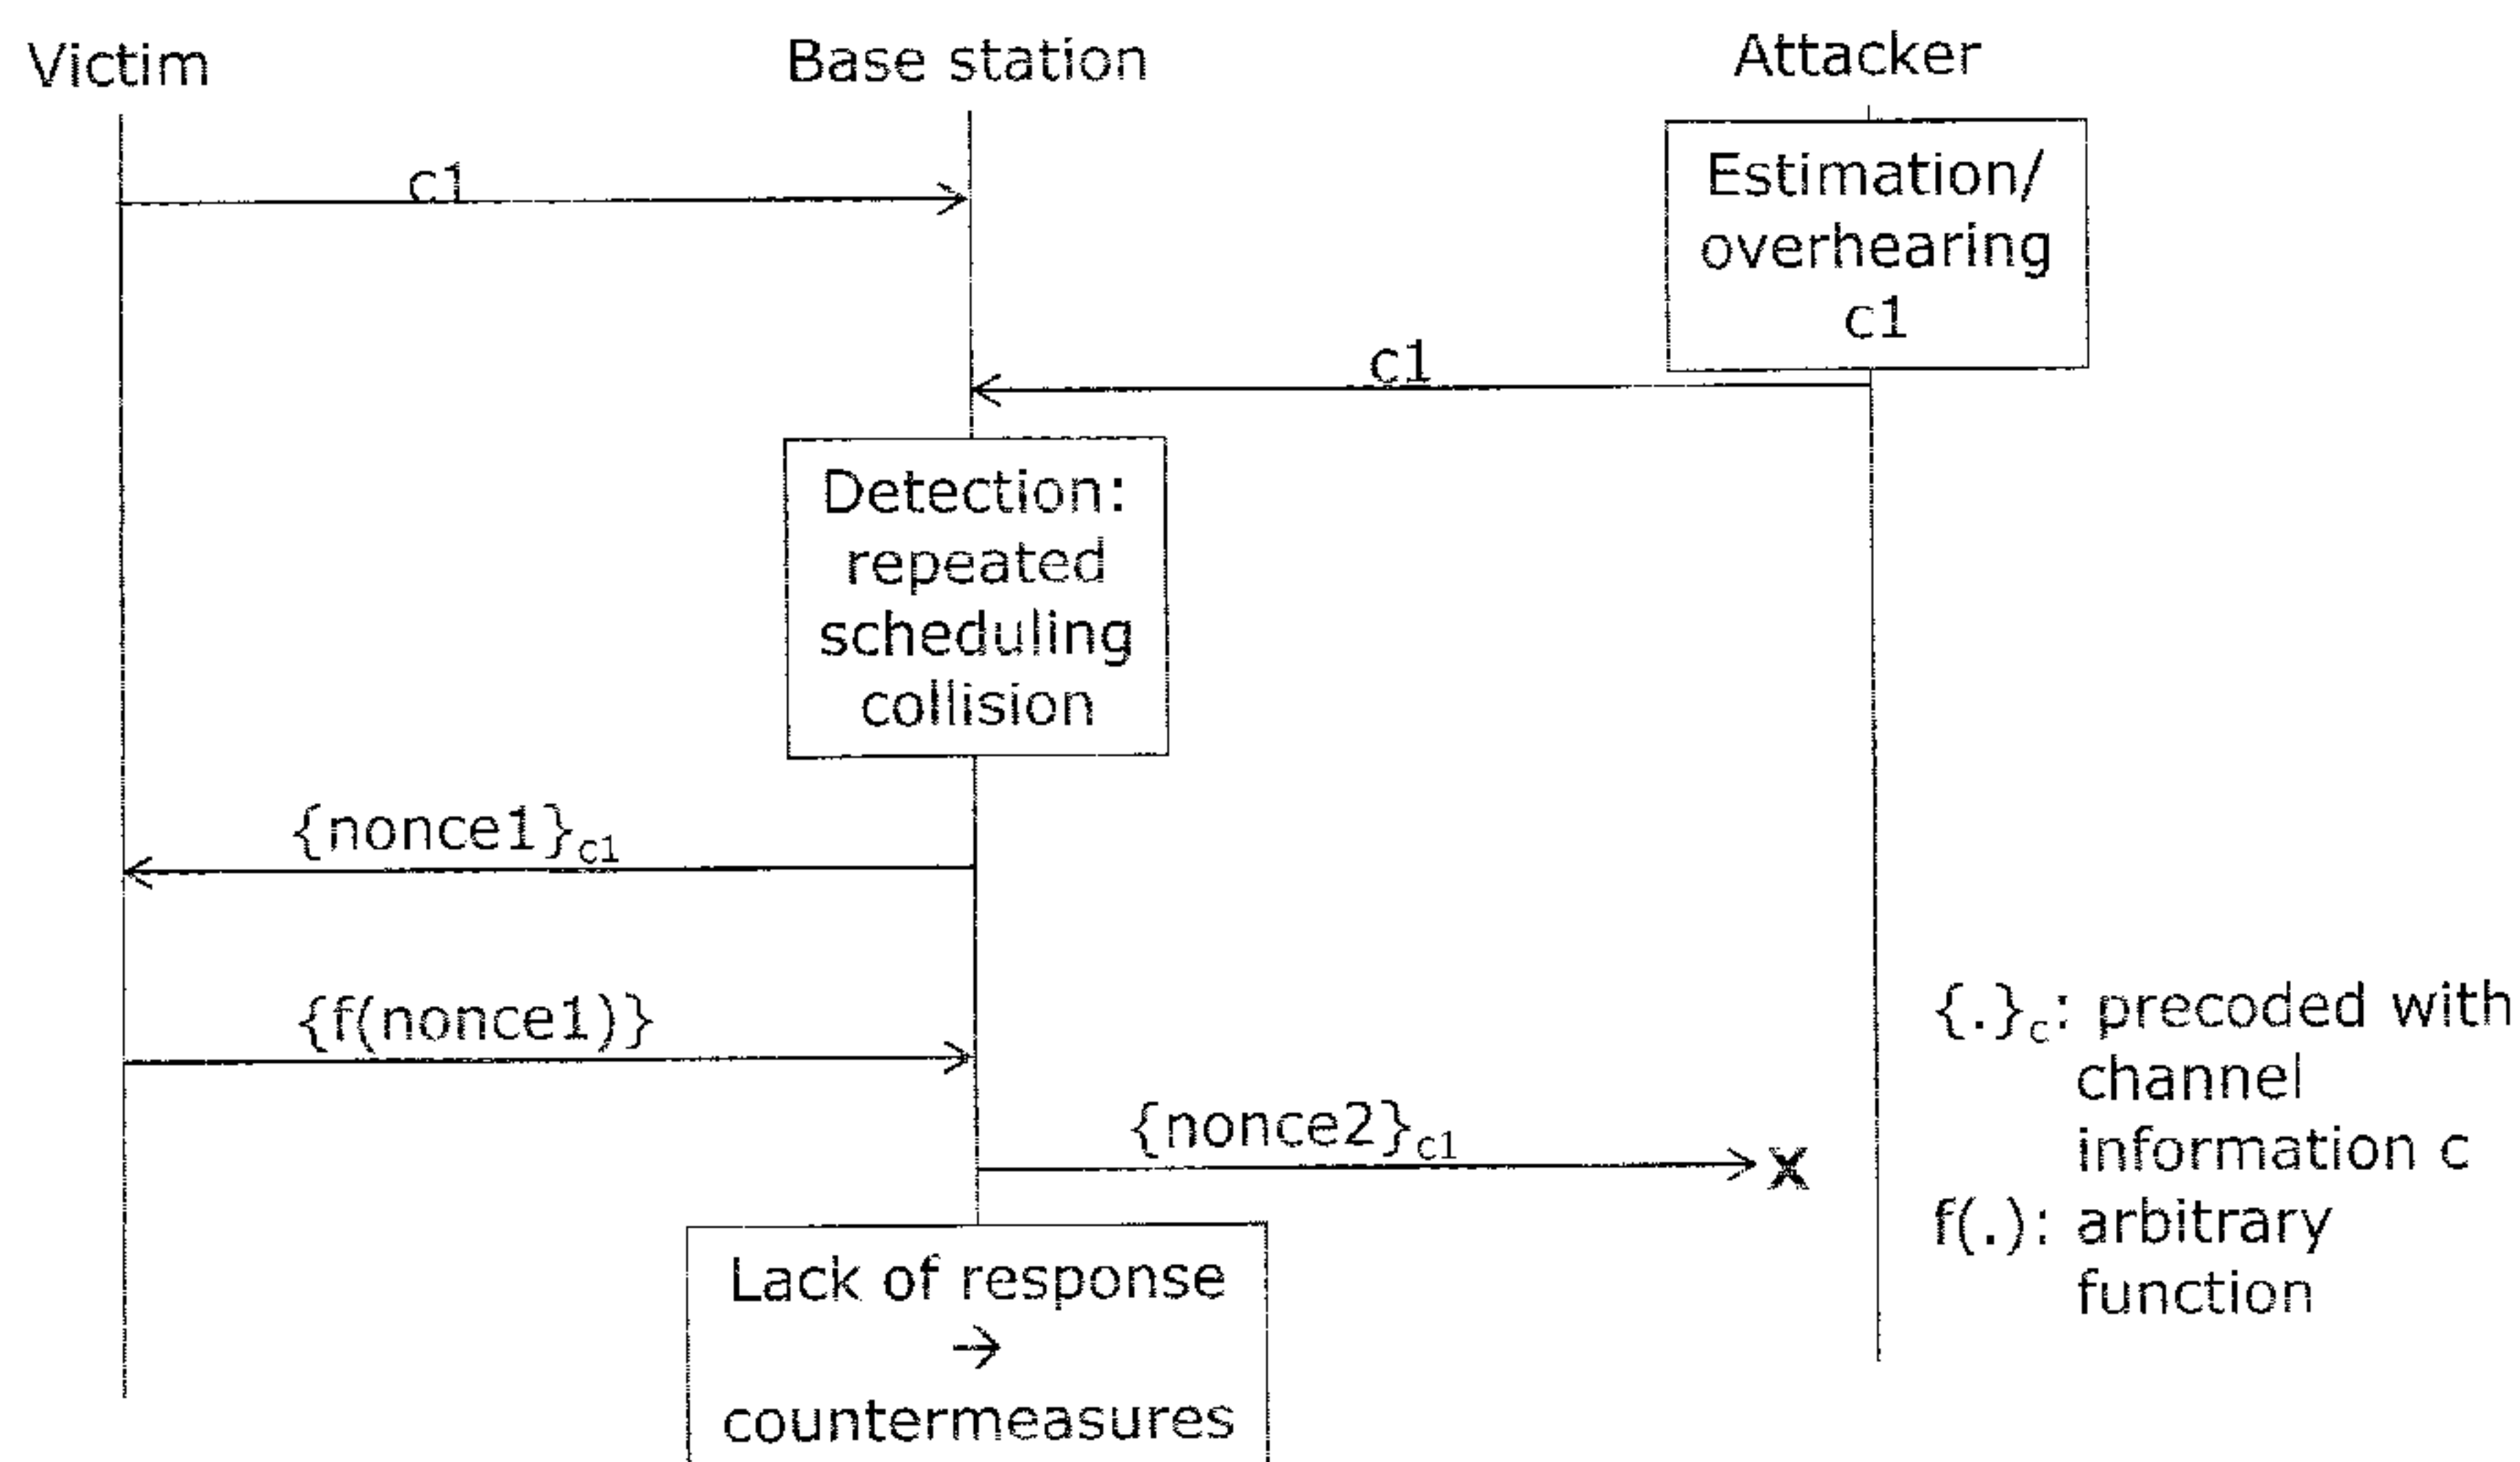 Victim
Base station
Attacker
Estimation/
overhearing
c1
c1
c1
Detection:
repeated
scheduling
collision
{nonce1}c1
{f(nonce1)}
{nonce2}c1
X
{.}c: precoded with
channel
information c
f(.): arbitrary
function
Lack of response
→
countermeasures